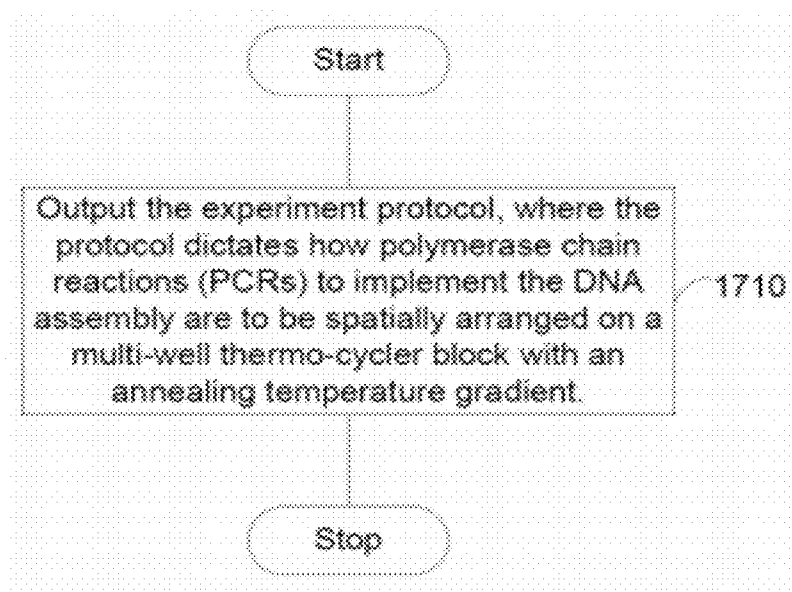 Start
Output the experiment protocol, where the
protocol dictates how polymerase chain
reactions (PCRs) to implement the DNA
assembly are to be spatially arranged on a
multi-well thermo-cycler block with an
annealing temperature gradient.
1710
Stop